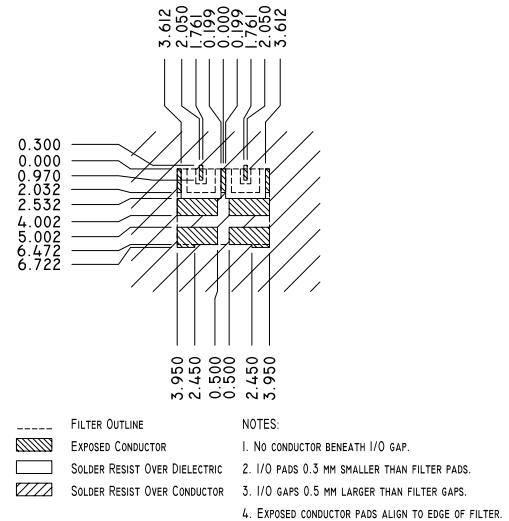 3.612
2.050
1.761
0.199
0.000
0.199
1.761
2.050
3.612
0.300
0.000
0.970
2.032
2.532
4.002
5.002
6.472
6.722
3.950
2.450
0.500
0.500
2.450
3.950
FILTER OUTLINE
EXPOSED CONDUCTOR
SOLDER RESIST OVER DIELECTRIC
SOLDER RESIST OVER CONDUCTOR
NOTES:
1. NO CONDUCTOR BENEATH I/O GAP.
2. I/O PADS 0.3 MM SMALLER THAN FILTER PADS.
3. I/O GAPS 0.5 MM LARGER THAN FILTER GAPS.
4. EXPOSED CONDUCTOR PADS ALIGN TO EDGE OF FILTER.